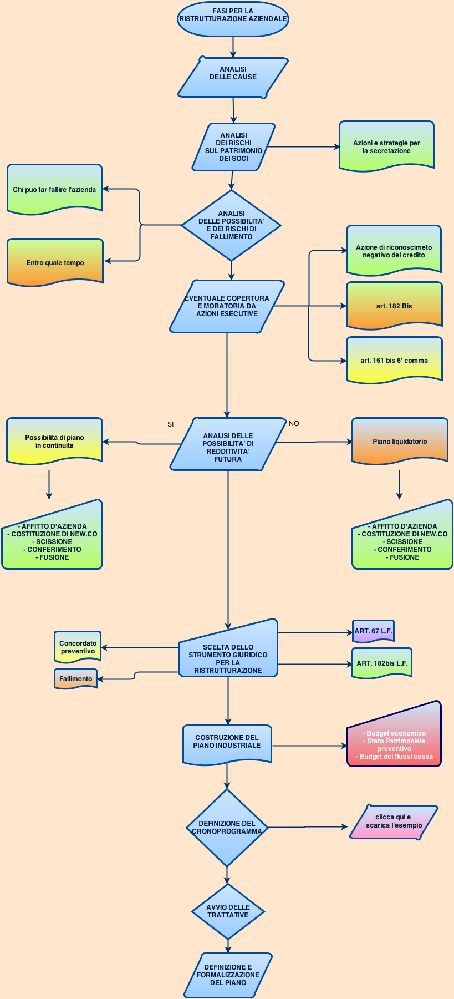 FASI PER LA
RISTRUTTURAZIONE AZIENDALE
ANALISI
DELLE CAUSE
ANALISI
DEI RISCHI
SUL PATRIMONIO
DEI SOCI
Azioni e strategie per
la secretazione
Chi può far fallire l'azienda
ANALISI
DELLE POSSIBILITA'
E DEI RISCHI DI
FALLIMENTO
Entro quale tempo
Azione di riconoscimeto
negativo del credito
EVENTUALE COPERTURA
E MORATORIA DA
AZIONI ESECUTIVE
art. 182 Bis
art. 161 bis 6' comma
SI
NO
Possibilità di piano
in continuità
ANALISI DELLE
POSSIBILITA' DI
REDDITIVITA'
FUTURA
Piano liquidatorio
- AFFITTO D'AZIENDA
- COSTITUZIONE DI NEW.CO
- SCISSIONE
- CONFERIMENTO
- FUSIONE
- AFFITTO D'AZIENDA
- COSTITUZIONE DI NEW.CO
- SCISSIONE
- CONFERIMENTO
- FUSIONE
Concordato
preventivo
Fallimento
SCELTA DELLO
STRUMENTO GIURIDICO
PER LA
RISTRUTTURAZIONE
ART. 67 L.F.
ART. 182bis L.F.
COSTRUZIONE DEL
PIANO INDUSTRIALE
- Budget economico
- Stato Patrimoniale
preventivo
- Budget dei flussi cassa
DEFINIZIONE DEL
CRONOPROGRAMMA
clicca qui e
scarica l'esempio
AVVIO DELLE
TRATTATIVE
DEFINIZIONE E
FORMALIZZAZIONE
DEL PIANO